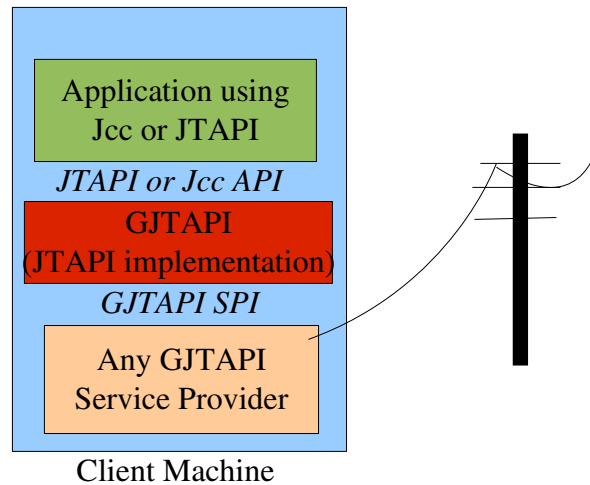 Application using
Jcc or JTAPI
JTAPI or Jcc API
GJTAPI
(JTAPI implementation)
GJTAPI SPI
Any GJTAPI
Service Provider
Client Machine